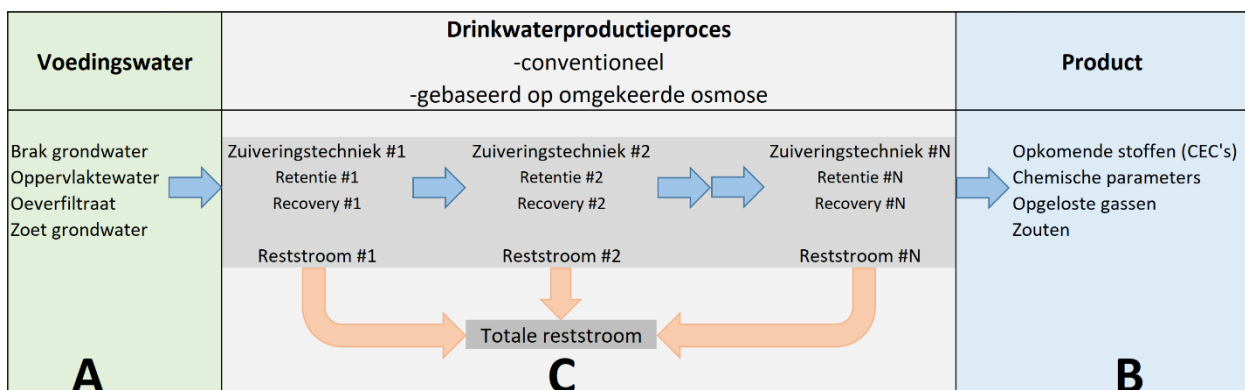 Voedingswater
Drinkwaterproductieproces
-conventioneel
-gebaseerd op omgekeerde osmose
Product
Brak grondwater
Oppervlaktewater
Oeverfiltraat
Zoet grondwater
Zuiveringstechniek #1
Retentie #1
Recovery #1
Reststroom #1
Zuiveringstechniek #2
Retentie #2
Recovery #2
Reststroom #2
Zuiveringstechniek #N
Retentie #N
Recovery #N
Reststroom #N
Totale reststroom
Opkomende stoffen (CEC's)
Chemische parameters
Opgeloste gassen
Zouten
A
C
B